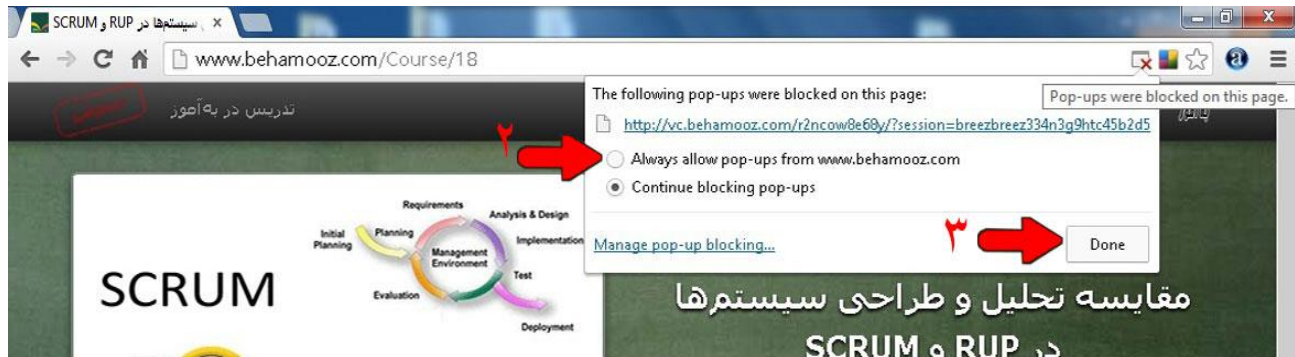 سیستم‌ها در RUP و SCRUM
www.behamooz.com/Course/18
تدریس در به‌آموز
The following pop-ups were blocked on this page:
Pop-ups were blocked on this page.
http://vc.behamooz.com/r2ncow8e68y/?session=breezbreez334n3g9htc45b2d5
۲
Always allow pop-ups from www.behamooz.com
Continue blocking pop-ups
Manage pop-up blocking...
۳
Done
Requirements
Analysis & Design
Initial Planning
Planning
Implementation
Management Environment
Test
Evaluation
Deployment
SCRUM
مقایسه تحلیل و طراحی سیستم‌ها
در RUP و SCRUM